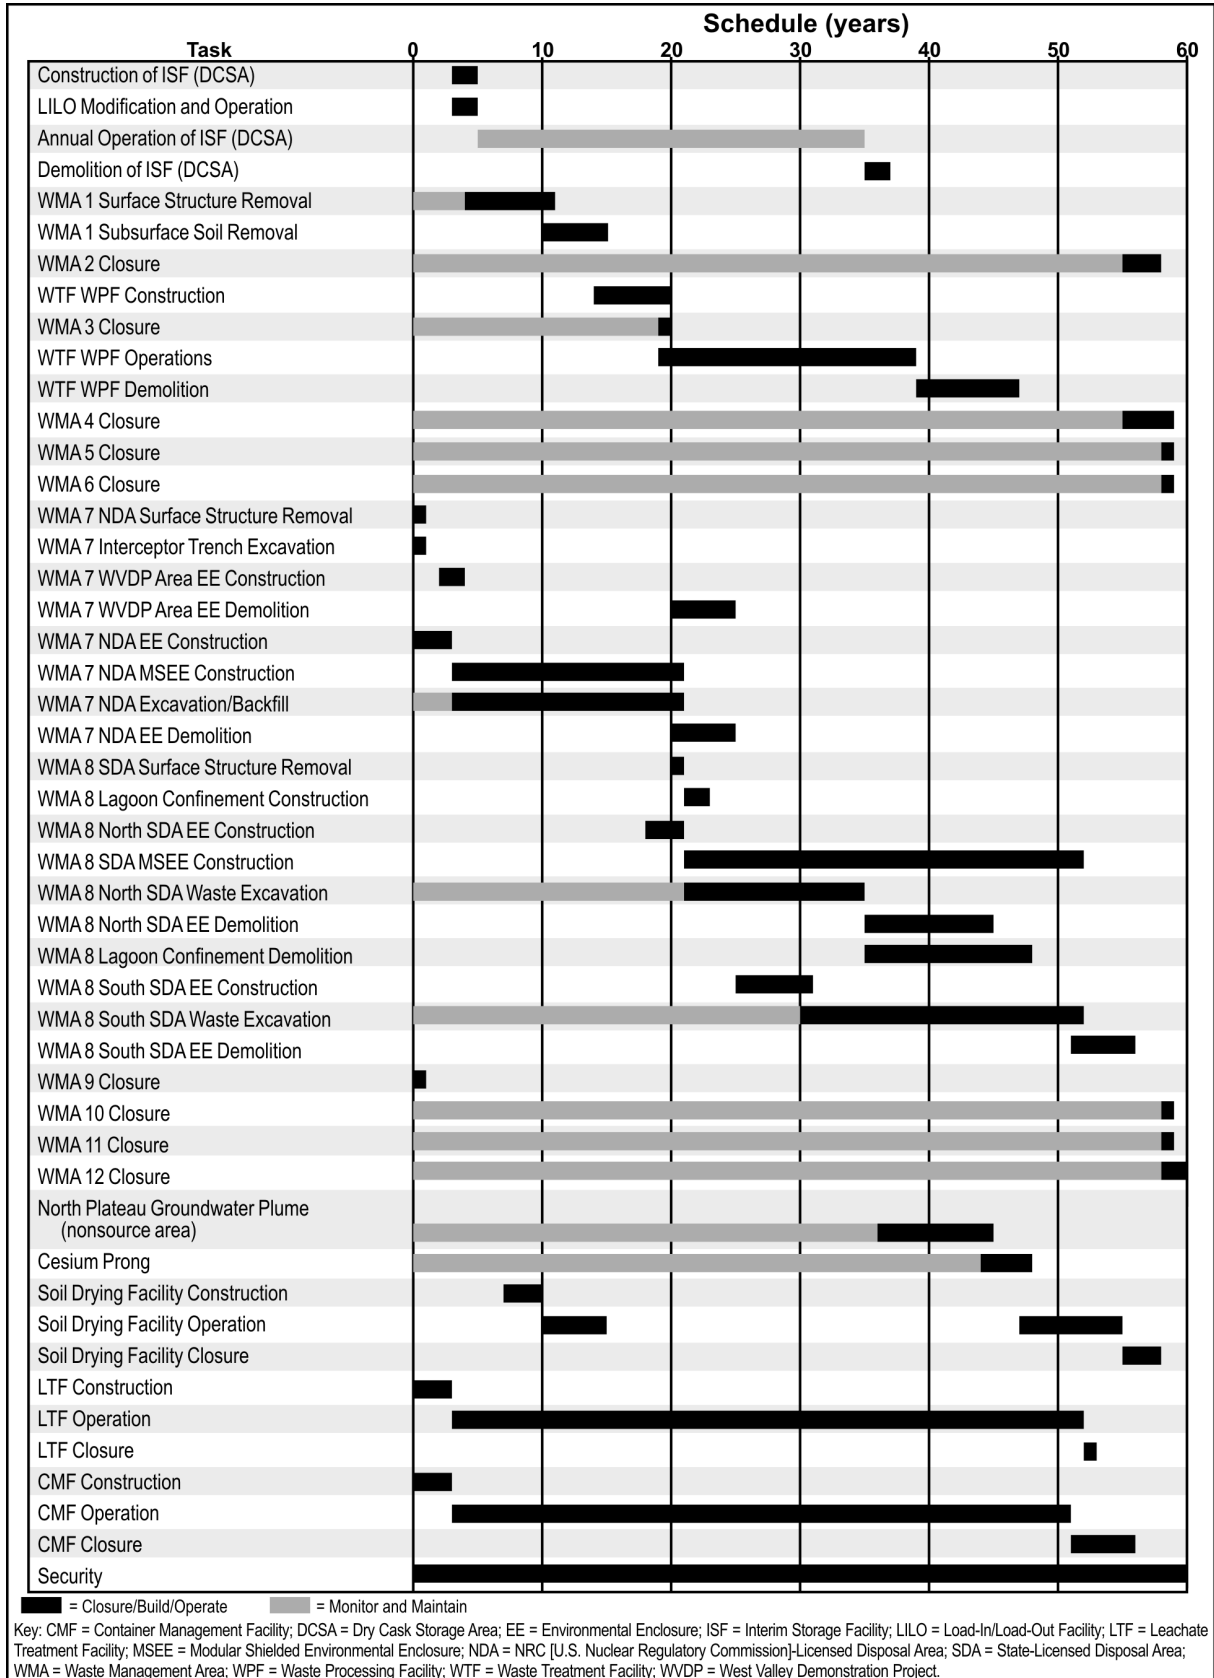 Schedule (years)
Task 0 10 20 30 40 50 60
Construction of ISF (DCSA)
LILO Modification and Operation
Annual Operation of ISF (DCSA)
Demolition of ISF (DCSA)
WMA 1 Surface Structure Removal
WMA 1 Subsurface Soil Removal
WMA 2 Closure
WTF WPF Construction
WMA 3 Closure
WTF WPF Operations
WTF WPF Demolition
WMA 4 Closure
WMA 5 Closure
WMA 6 Closure
WMA 7 NDA Surface Structure Removal
WMA 7 Interceptor Trench Excavation
WMA 7 WVDP Area EE Construction
WMA 7 WVDP Area EE Demolition
WMA 7 NDA EE Construction
WMA 7 NDA MSEE Construction
WMA 7 NDA Excavation/Backfill
WMA 7 NDA EE Demolition
WMA 8 SDA Surface Structure Removal
WMA 8 Lagoon Confinement Construction
WMA 8 North SDA EE Construction
WMA 8 SDA MSEE Construction
WMA 8 North SDA Waste Excavation
WMA 8 North SDA EE Demolition
WMA 8 Lagoon Confinement Demolition
WMA 8 South SDA EE Construction
WMA 8 South SDA Waste Excavation
WMA 8 South SDA EE Demolition
WMA 9 Closure
WMA 10 Closure
WMA 11 Closure
WMA 12 Closure
North Plateau Groundwater Plume
(nonsource area)
Cesium Prong
Soil Drying Facility Construction
Soil Drying Facility Operation
Soil Drying Facility Closure
LTF Construction
LTF Operation
LTF Closure
CMF Construction
CMF Operation
CMF Closure
Security
= Closure/Build/Operate = Monitor and Maintain
Key: CMF = Container Management Facility; DCSA = Dry Cask Storage Area; EE = Environmental Enclosure; ISF = Interim Storage Facility; LILO = Load-In/Load-Out Facility; LTF = Leachate
Treatment Facility; MSEE = Modular Shielded Environmental Enclosure; NDA = NRC [U.S. Nuclear Regulatory Commission]-Licensed Disposal Area; SDA = State-Licensed Disposal Area;
WMA = Waste Management Area; WPF = Waste Processing Facility; WTF = Waste Treatment Facility; WVDP = West Valley Demonstration Project.